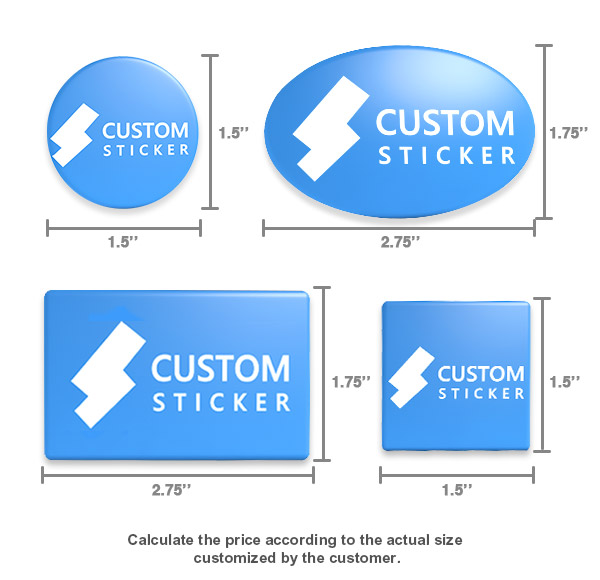 CUSTOM
STICKER
1.5’’
1.5’’
CUSTOM
STICKER
1.75’’
2.75’’
CUSTOM
STICKER
1.75’’
2.75’’
CUSTOM
STICKER
1.5’’
1.5’’
Calculate the price according to the actual size
customized by the customer.